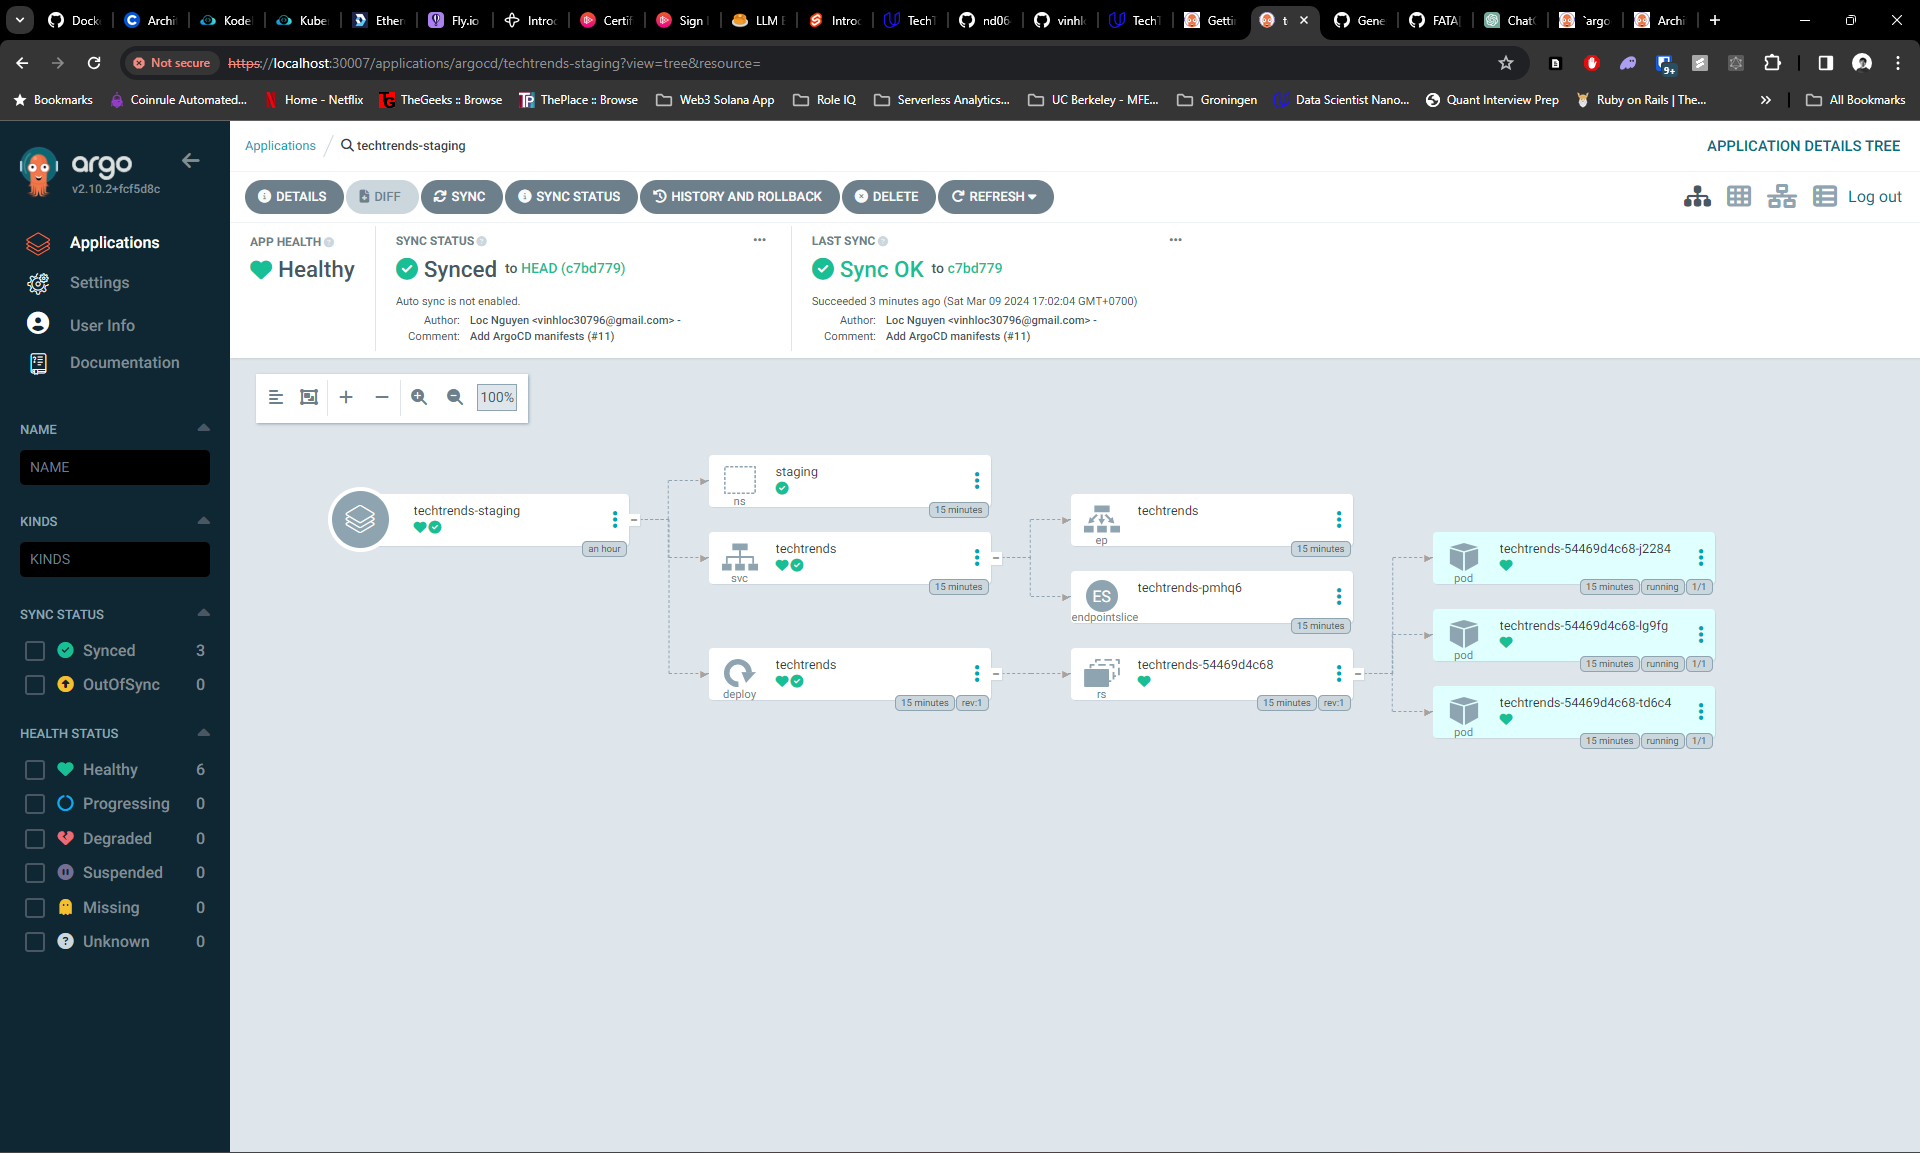 Docke
Archit
Kodel
Kuber
Ether
Fly.io
Introd
Certif
Sign
LLM E
Introd
TechT
nd06
vinhlo
TechT
Gettin
t
Gene
FATA[
ChatG
`argo
Archi
Not secure
https://localhost:30007/applications/argocd/techtrends-staging?view=tree&resource=
9+
Bookmarks
Coinrule Automated...
Home - Netflix
TheGeeks :: Browse
ThePlace :: Browse
Web3 Solana App
Role IQ
Serverless Analytics...
UC Berkeley - MFE...
Groningen
Data Scientist Nano...
Quant Interview Prep
Ruby on Rails | The...
All Bookmarks
argo
v2.10.2+fcf5d8c
Applications
Settings
User Info
Documentation
NAME
NAME
KINDS
KINDS
SYNC STATUS
Synced 3
OutOfSync 0
HEALTH STATUS
Healthy 6
Progressing 0
Degraded 0
Suspended 0
Missing 0
Unknown 0
Applications / techtrends-staging
APPLICATION DETAILS TREE
DETAILS
DIFF
SYNC
SYNC STATUS
HISTORY AND ROLLBACK
DELETE
REFRESH
Log out
APP HEALTH
Healthy
SYNC STATUS
Synced to HEAD (c7bd779)
Auto sync is not enabled.
Author: Loc Nguyen <vinhloc30796@gmail.com> -
Comment: Add ArgoCD manifests (#11)
LAST SYNC
Sync OK to c7bd779
Succeeded 3 minutes ago (Sat Mar 09 2024 17:02:04 GMT+0700)
Author: Loc Nguyen <vinhloc30796@gmail.com> -
Comment: Add ArgoCD manifests (#11)
100%
techtrends-staging
an hour
staging
ns
15 minutes
techtrends
svc
15 minutes
techtrends
deploy
15 minutes rev:1
techtrends
ep
15 minutes
ES
techtrends-pmhq6
endpointslice
15 minutes
techtrends-54469d4c68
rs
15 minutes rev:1
techtrends-54469d4c68-j2284
pod
15 minutes running 1/1
techtrends-54469d4c68-lg9fg
pod
15 minutes running 1/1
techtrends-54469d4c68-td6c4
pod
15 minutes running 1/1